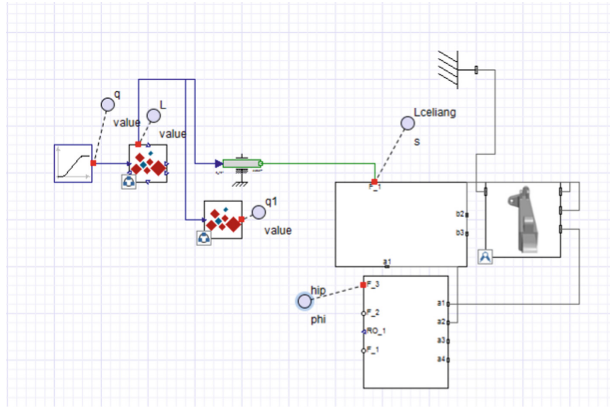 q
value
L
value
Lceliang
s
q1
value
F_1
b2
b3
a1
hip
phi
F_3
F_2
RO_1
F_1
a1
a2
a3
a4